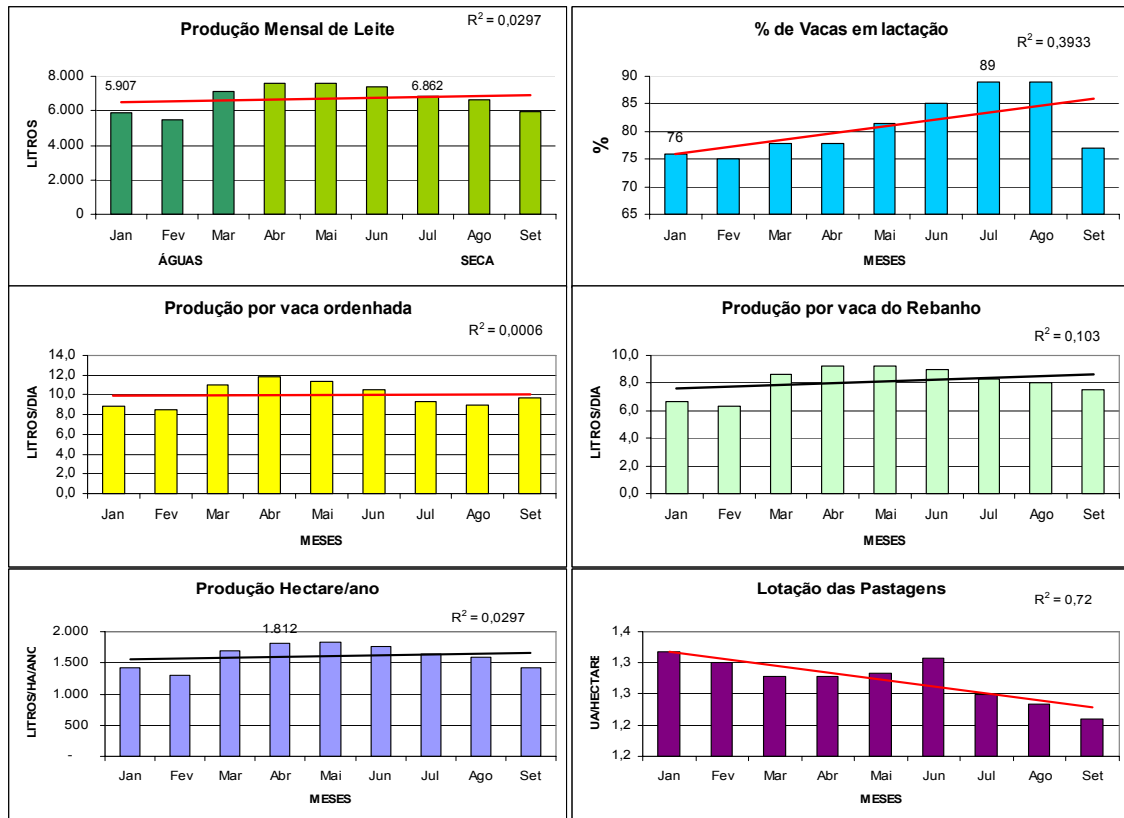 Produção Mensal de Leite
R² = 0,0297
LITROS
8.000
6.000
4.000
2.000
0
5.907
6.862
Jan Fev Mar Abr Mai Jun Jul Ago Set
ÁGUAS SECA
% de Vacas em lactação
R² = 0,3933
%
90
85
80
75
70
65
76
89
Jan Fev Mar Abr Mai Jun Jul Ago Set
MESES
Produção por vaca ordenhada
R² = 0,0006
LITROS/DIA
14,0
12,0
10,0
8,0
6,0
4,0
2,0
0,0
Jan Fev Mar Abr Mai Jun Jul Ago Set
MESES
Produção por vaca do Rebanho
R² = 0,103
LITROS/DIA
10,0
8,0
6,0
4,0
2,0
0,0
Jan Fev Mar Abr Mai Jun Jul Ago Set
MESES
Produção Hectare/ano
R² = 0,0297
LITROS/HA/ANO
2.000
1.500
1.000
500
-
1.812
Jan Fev Mar Abr Mai Jun Jul Ago Set
MESES
Lotação das Pastagens
R² = 0,72
UA/HECTARE
1,4
1,3
1,3
1,2
1,2
Jan Fev Mar Abr Mai Jun Jul Ago Set
MESES